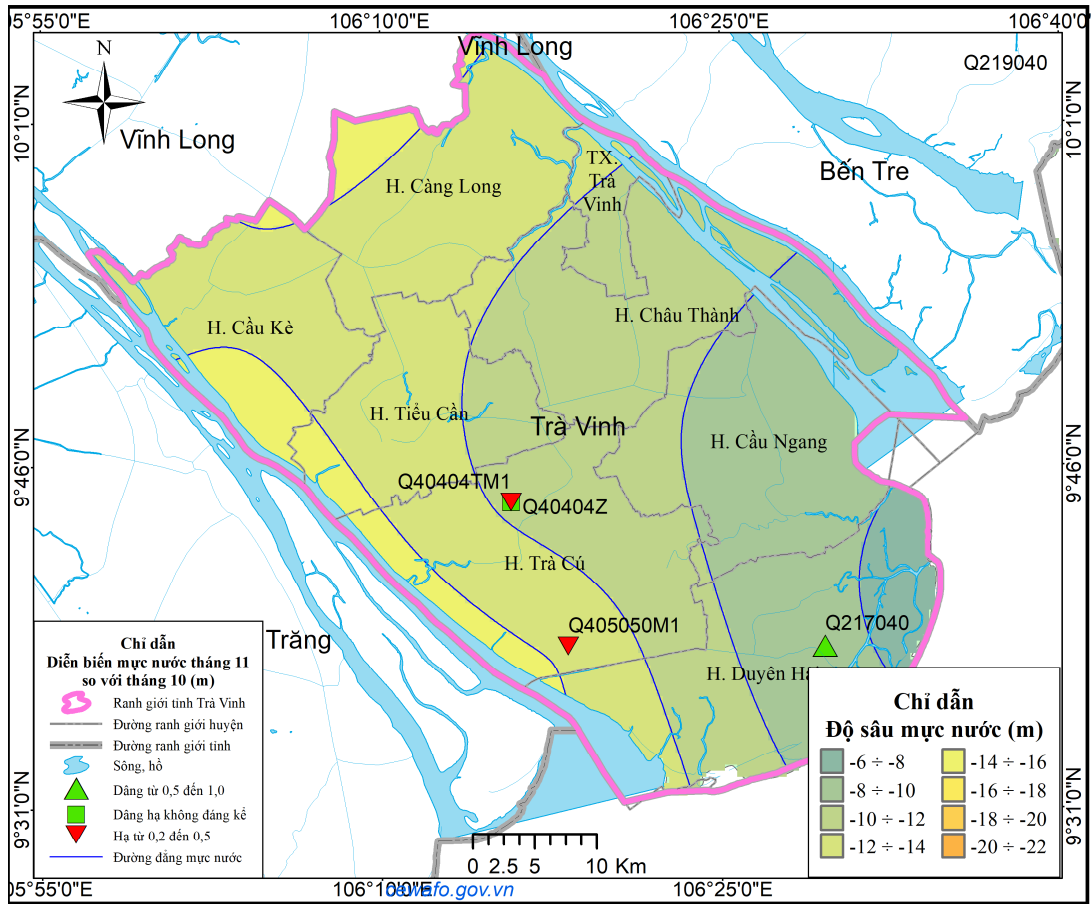 05°55'0"E
106°10'0"E
106°25'0"E
106°40'0"E
Vĩnh Long
N
Q219040
10°1'0"N
10°1'0"N
Vĩnh Long
Bến Tre
TX.
Trà
Vinh
H. Càng Long
H. Châu Thành
H. Cầu Kè
H. Tiểu Cần
Trà Vinh
H. Cầu Ngang
9°46'0"N
9°46'0"N
Q40404TM1
Q40404Z
H. Trà Cú
Q405050M1
Q217040
Trăng
H. Duyên Hả
Chỉ dẫn
Diễn biến mực nước tháng 11
so với tháng 10 (m)
Ranh giới tỉnh Trà Vinh
Đường ranh giới huyện
Đường ranh giới tỉnh
Sông, hồ
Dâng từ 0,5 đến 1,0
Dâng hạ không đáng kể
Hạ từ 0,2 đến 0,5
Đường đẳng mực nước
Chỉ dẫn
Độ sâu mực nước (m)
-6 ÷ -8
-8 ÷ -10
-10 ÷ -12
-12 ÷ -14
-14 ÷ -16
-16 ÷ -18
-18 ÷ -20
-20 ÷ -22
9°31'0"N
9°31'0"N
0 2.5 5 10 Km
05°55'0"E
106°10'0"E
106°25'0"E
cewafo.gov.vn